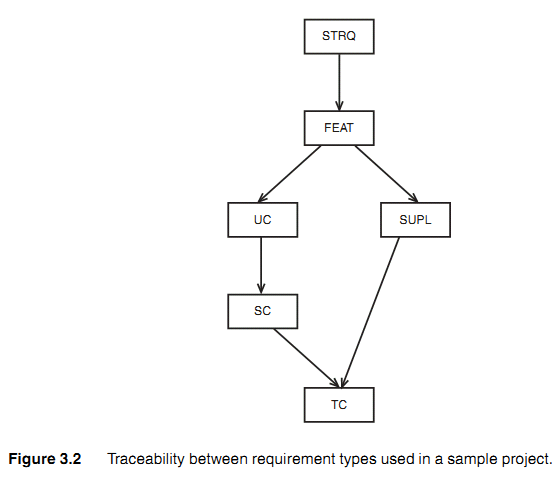 STRQ
FEAT
UC
SUPL
SC
TC
Figure 3.2 Traceability between requirement types used in a sample project.